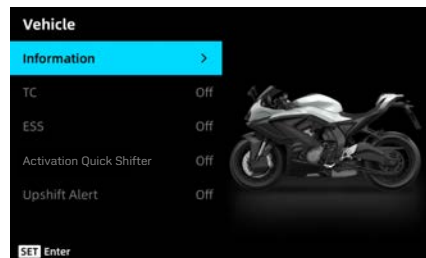 Vehicle
Information >
TC Off
ESS Off
Activation Quick Shifter Off
Upshift Alert Off
SET Enter